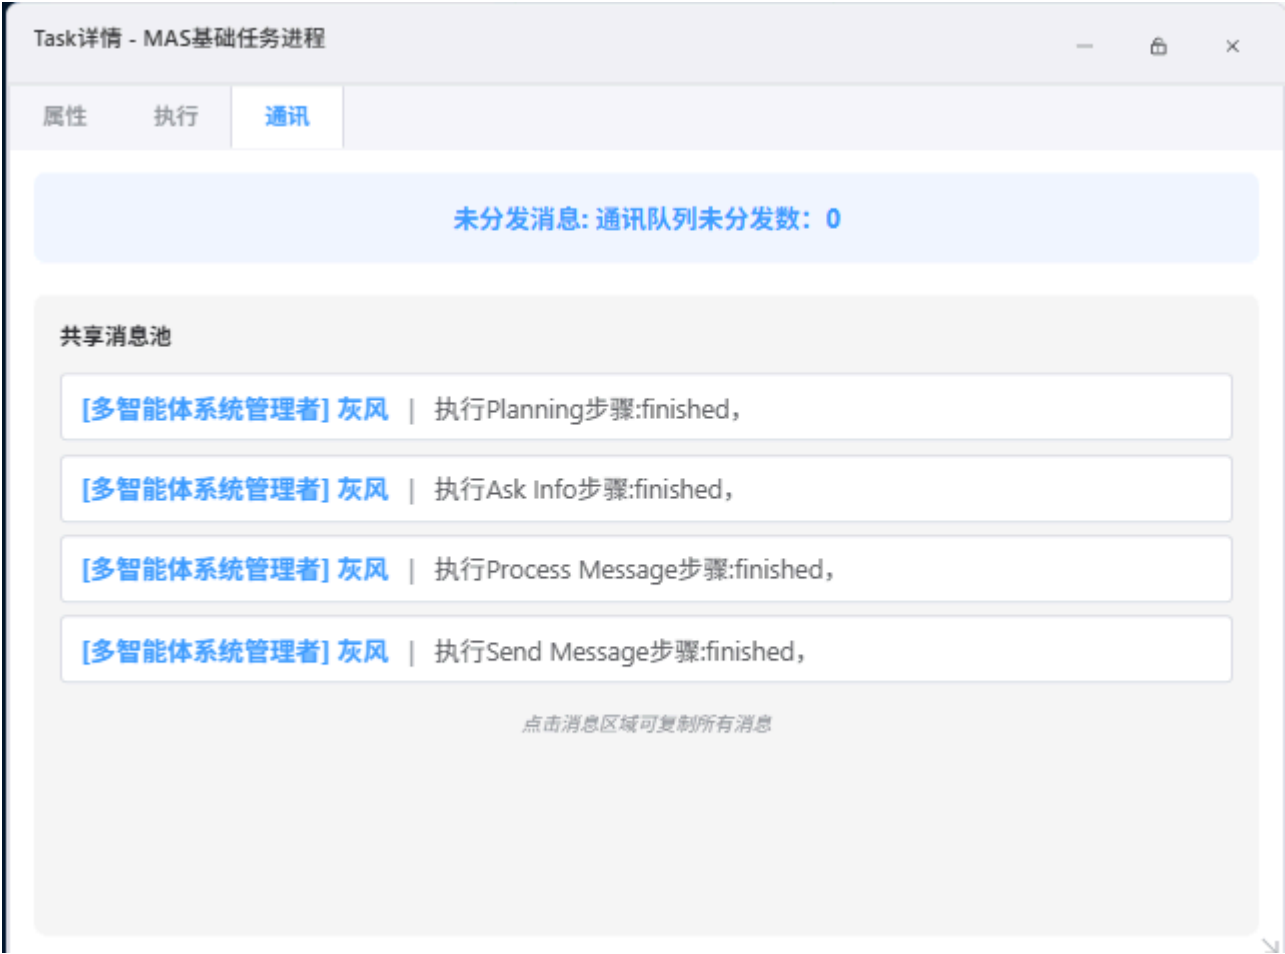 Task详情 - MAS基础任务进程
属性 执行 通讯
未分发消息: 通讯队列未分发数：0
共享消息池
[多智能体系统管理者] 灰风 | 执行Planning步骤:finished，
[多智能体系统管理者] 灰风 | 执行Ask Info步骤:finished，
[多智能体系统管理者] 灰风 | 执行Process Message步骤:finished，
[多智能体系统管理者] 灰风 | 执行Send Message步骤:finished，
点击消息区域可复制所有消息